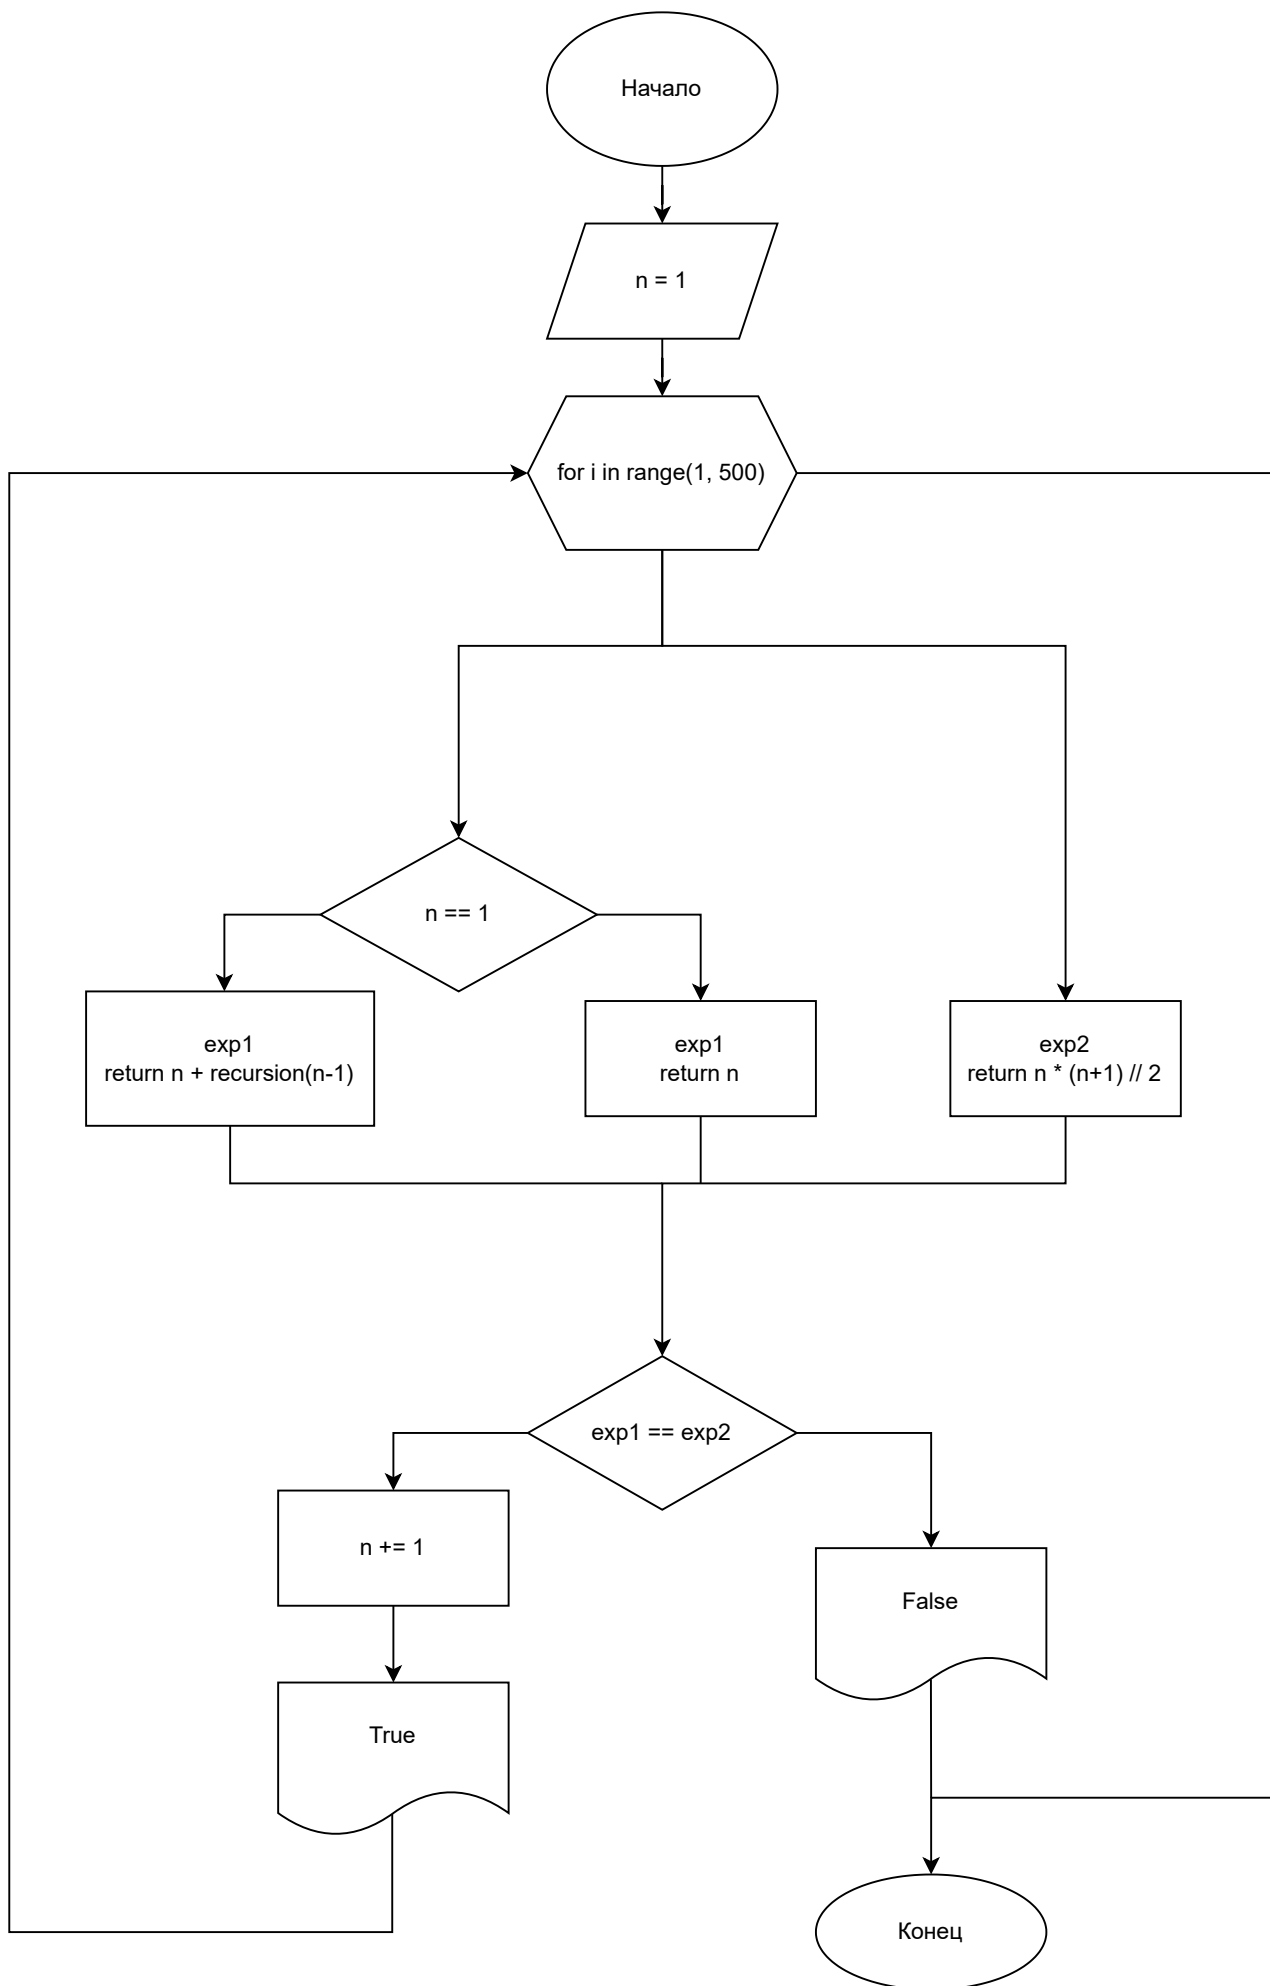 Начало
n = 1
for i in range(1, 500)
n == 1
exp1
return n + recursion(n-1)
exp1
return n
exp2
return n * (n+1) // 2
exp1 == exp2
n += 1
False
True
Конец